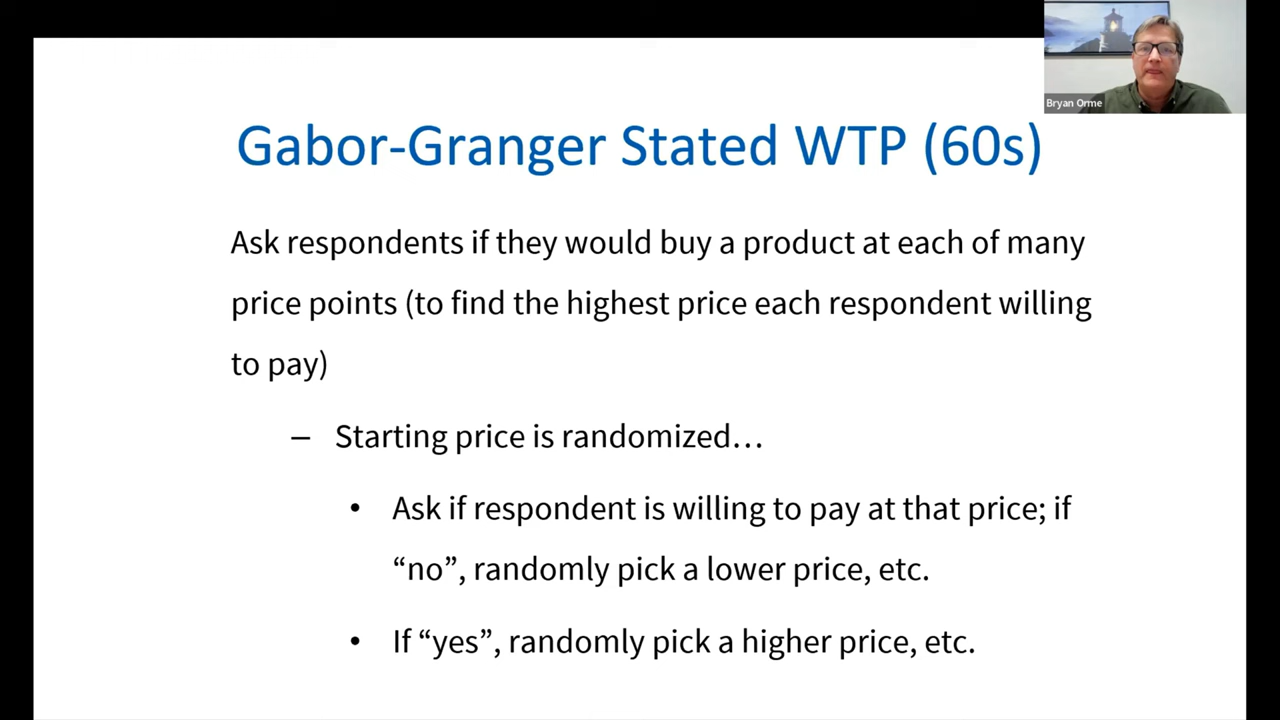 Bryan Orme
Gabor-Granger Stated WTP (60s)
Ask respondents if they would buy a product at each of many
price points (to find the highest price each respondent willing
to pay)
– Starting price is randomized…
• Ask if respondent is willing to pay at that price; if
“no”, randomly pick a lower price, etc.
• If “yes”, randomly pick a higher price, etc.